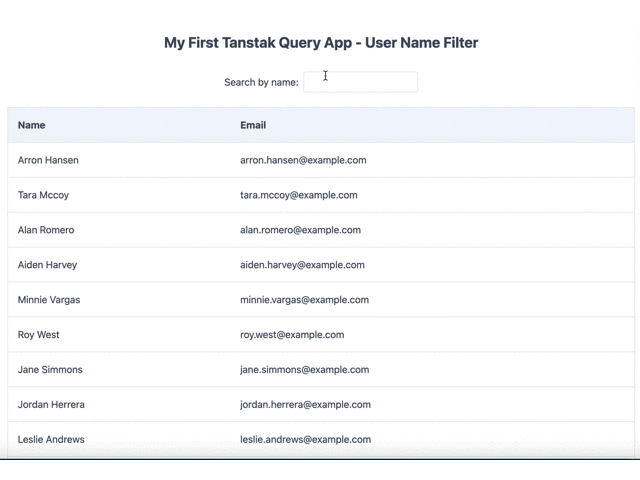 My First Tanstak Query App - User Name Filter
Search by name:
Name Email
Arron Hansen arron.hansen@example.com
Tara Mccoy tara.mccoy@example.com
Alan Romero alan.romero@example.com
Aiden Harvey aiden.harvey@example.com
Minnie Vargas minnie.vargas@example.com
Roy West roy.west@example.com
Jane Simmons jane.simmons@example.com
Jordan Herrera jordan.herrera@example.com
Leslie Andrews leslie.andrews@example.com